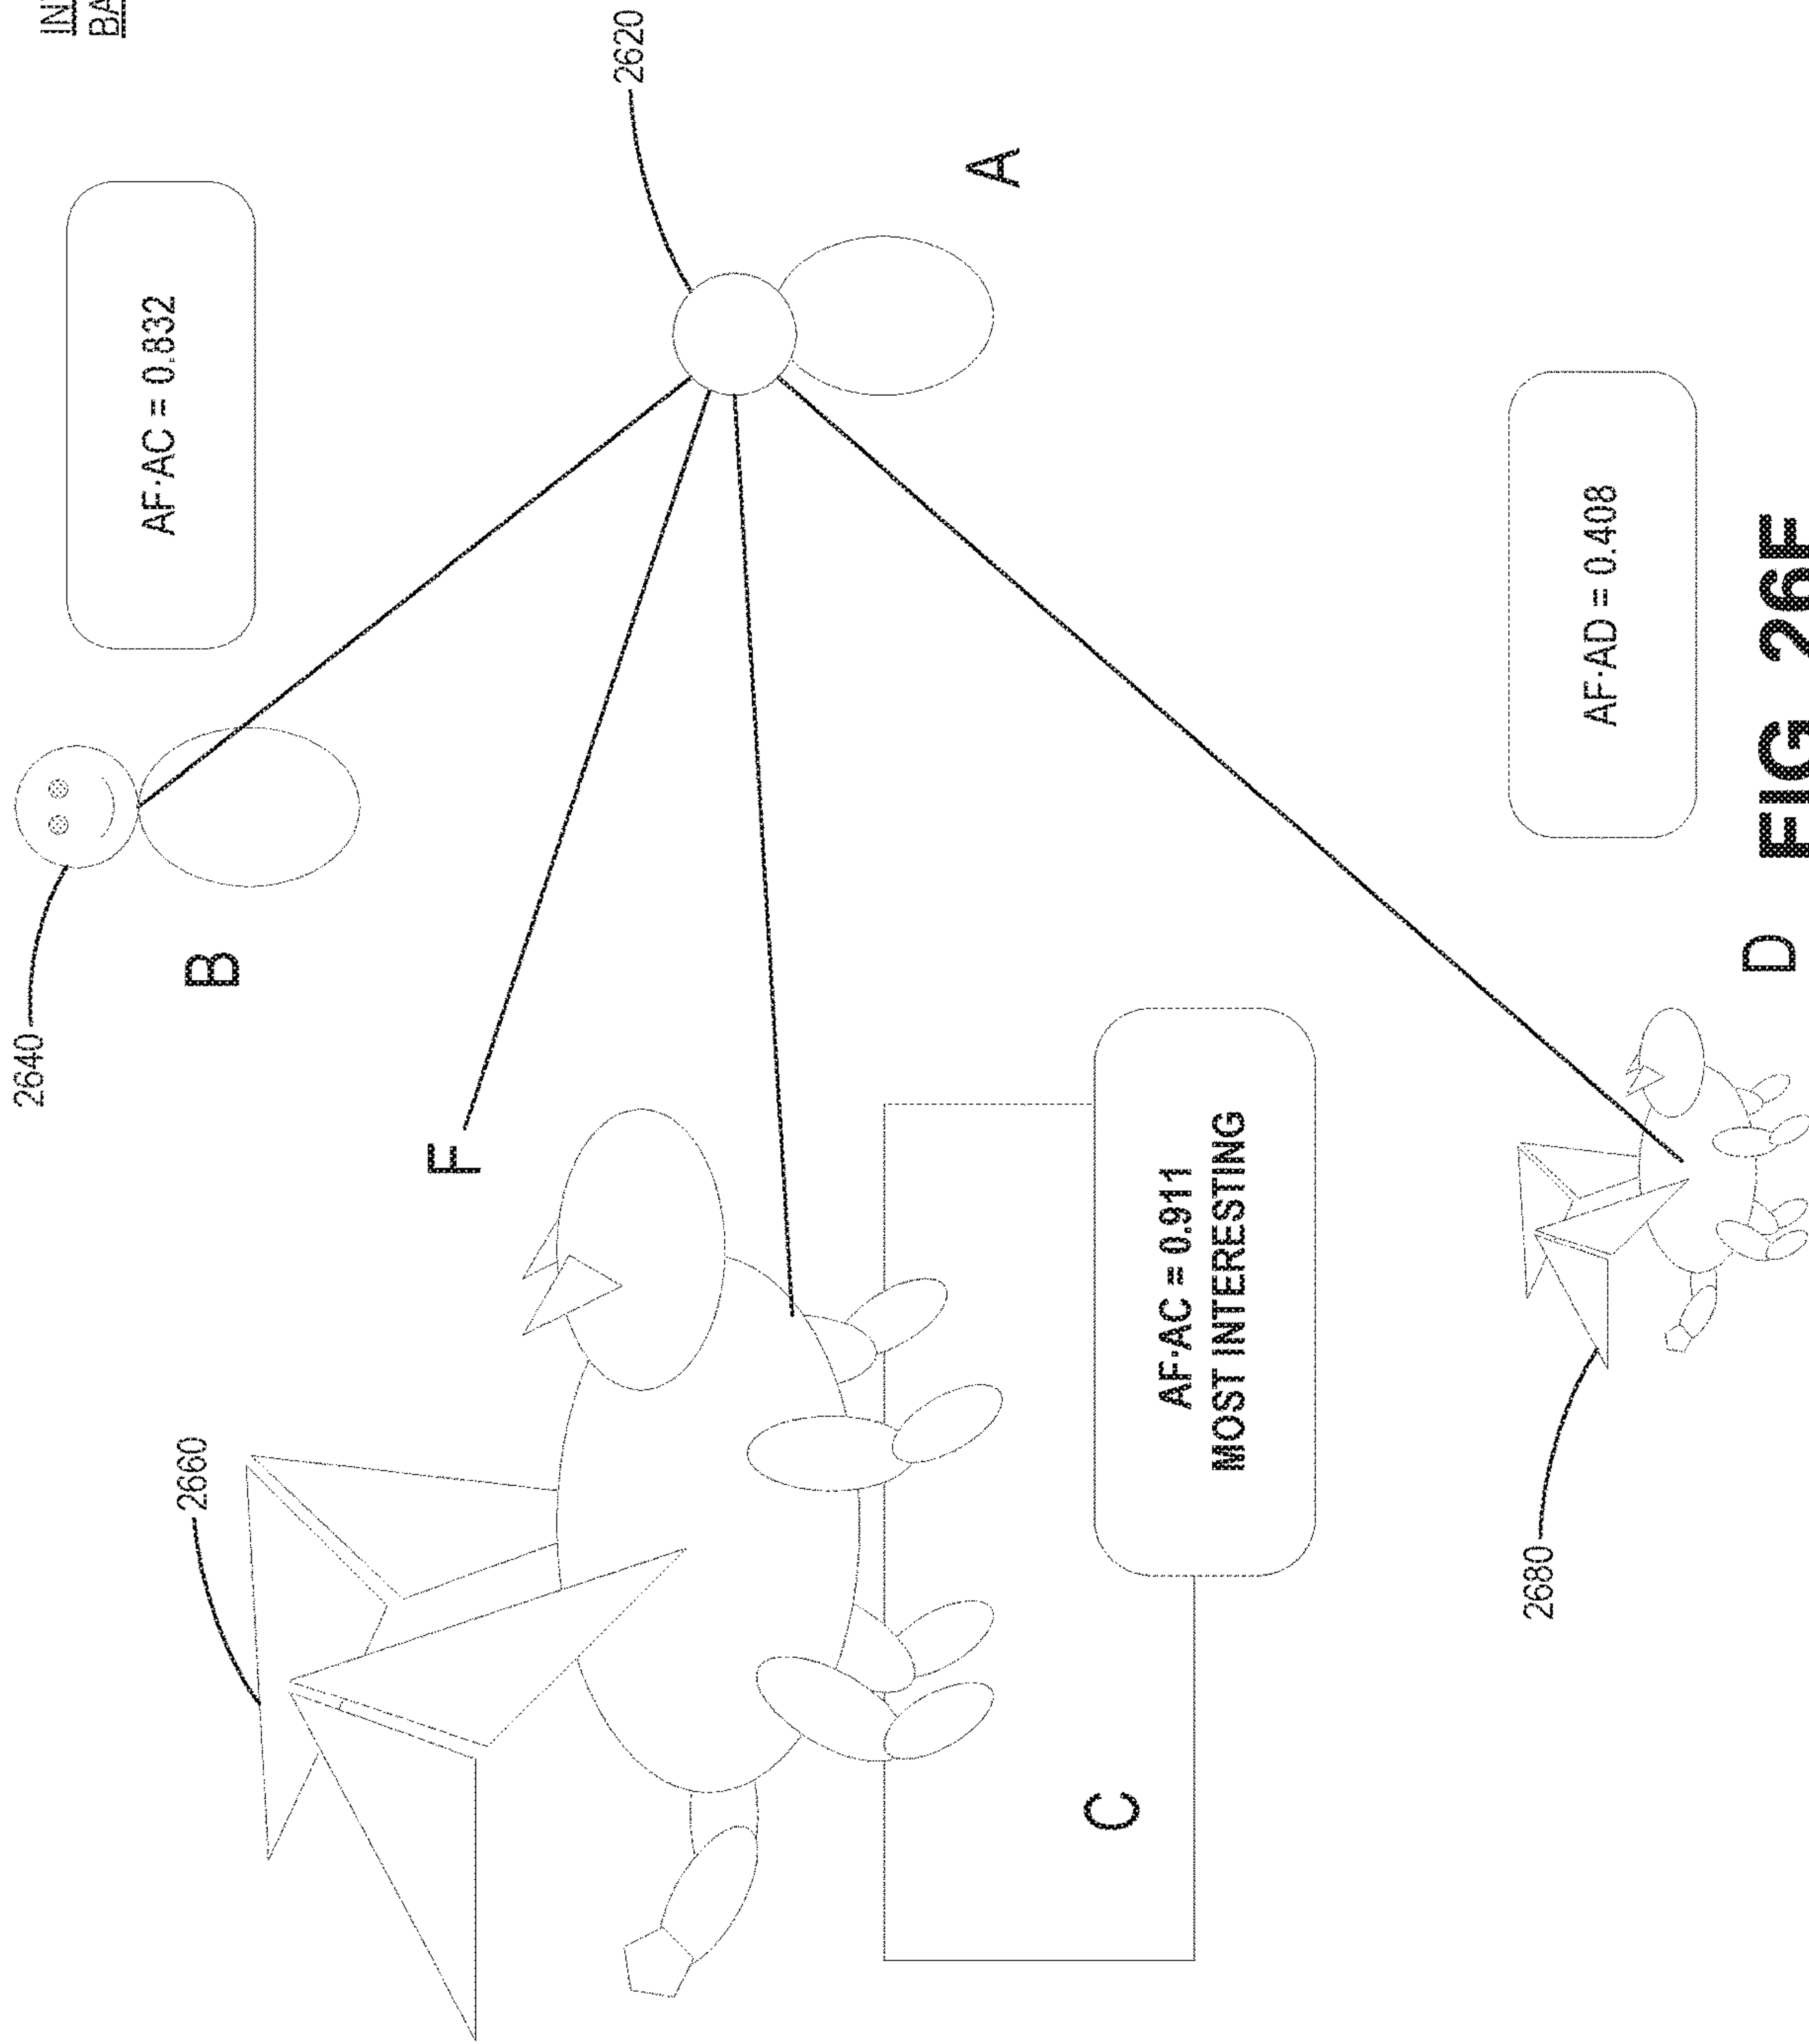 2640
AF·AC = 0.832
2660
B
F
2620
A
C
AF·AC = 0.911
MOST INTERESTING
2680
AF·AD = 0.408
D
FIG